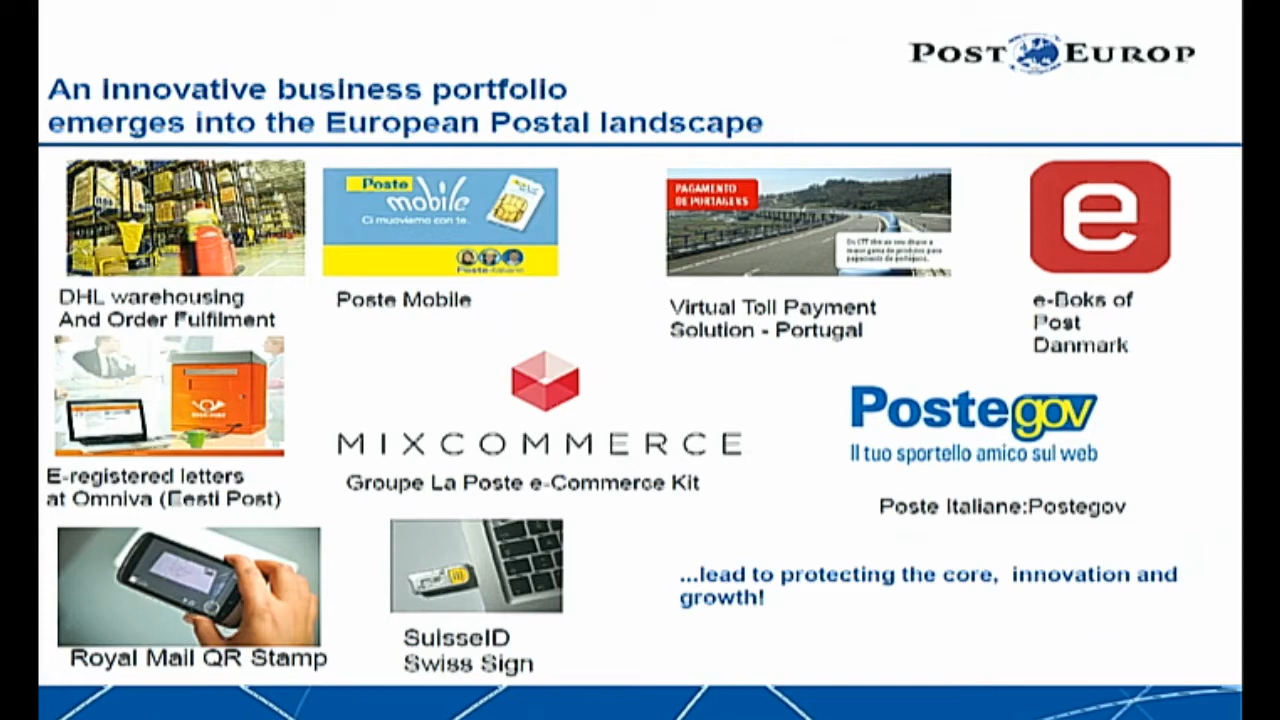 POST EUROP
An innovative business portfolio
emerges into the European Postal landscape
Poste
mobile
Ci muoviamo con te.
Posteitaliane
PAGAMENTO
DE PORTAGENS
e
DHL warehousing
And Order Fulfilment
Poste Mobile
Virtual Toll Payment
Solution - Portugal
e-Boks of
Post
Danmark
MIXCOMMERCE
Groupe La Poste e-Commerce Kit
Postegov
Il tuo sportello amico sul web
Poste Italiane:Postegov
E-registered letters
at Omniva (Eesti Post)
Royal Mail QR Stamp
SuisseID
Swiss Sign
...lead to protecting the core, innovation and
growth!